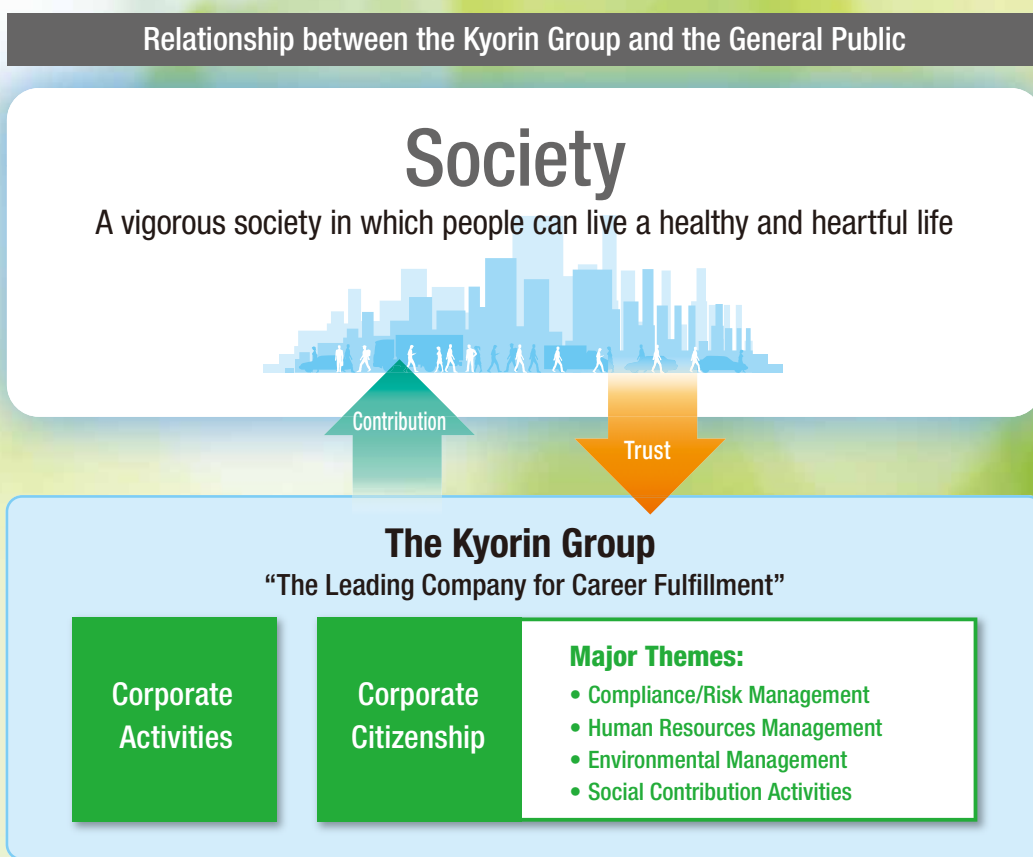 Relationship between the Kyorin Group and the General Public
Society
A vigorous society in which people can live a healthy and heartful life
Contribution
Trust
The Kyorin Group
“The Leading Company for Career Fulfillment”
Corporate
Activities
Corporate
Citizenship
Major Themes:
• Compliance/Risk Management
• Human Resources Management
• Environmental Management
• Social Contribution Activities